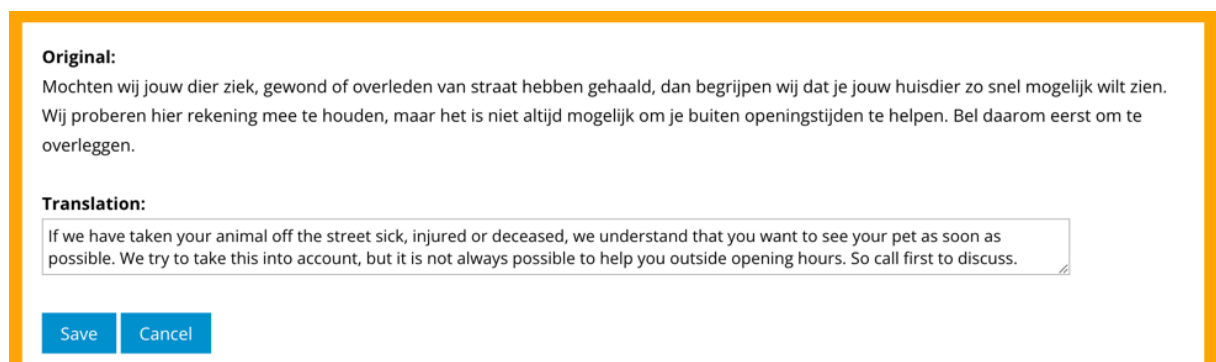 Original:
Mochten wij jouw dier ziek, gewond of overleden van straat hebben gehaald, dan begrijpen wij dat je jouw huisdier zo snel mogelijk wilt zien.
Wij proberen hier rekening mee te houden, maar het is niet altijd mogelijk om je buiten openingstijden te helpen. Bel daarom eerst om te
overleggen.
Translation:
If we have taken your animal off the street sick, injured or deceased, we understand that you want to see your pet as soon as
possible. We try to take this into account, but it is not always possible to help you outside opening hours. So call first to discuss.
Save Cancel